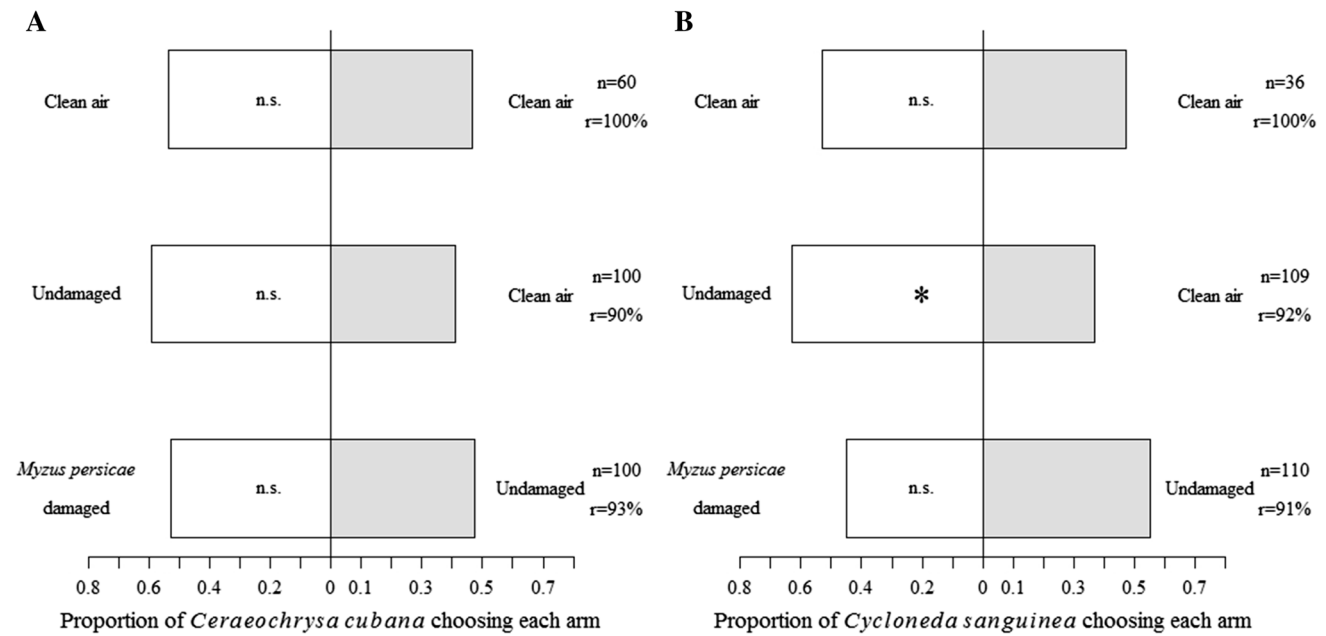 A
Clean air
n.s.
Clean air
n=60
r=100%
Undamaged
n.s.
Clean air
n=100
r=90%
Myzus persicae
damaged
n.s.
Undamaged
n=100
r=93%
0.8 0.6 0.4 0.2 0 0.1 0.3 0.5 0.7
Proportion of Ceraeochrysa cubana choosing each arm
B
Clean air
n.s.
Clean air
n=36
r=100%
Undamaged
*
Clean air
n=109
r=92%
Myzus persicae
damaged
n.s.
Undamaged
n=110
r=91%
0.8 0.6 0.4 0.2 0 0.1 0.3 0.5 0.7
Proportion of Cycloneda sanguinea choosing each arm